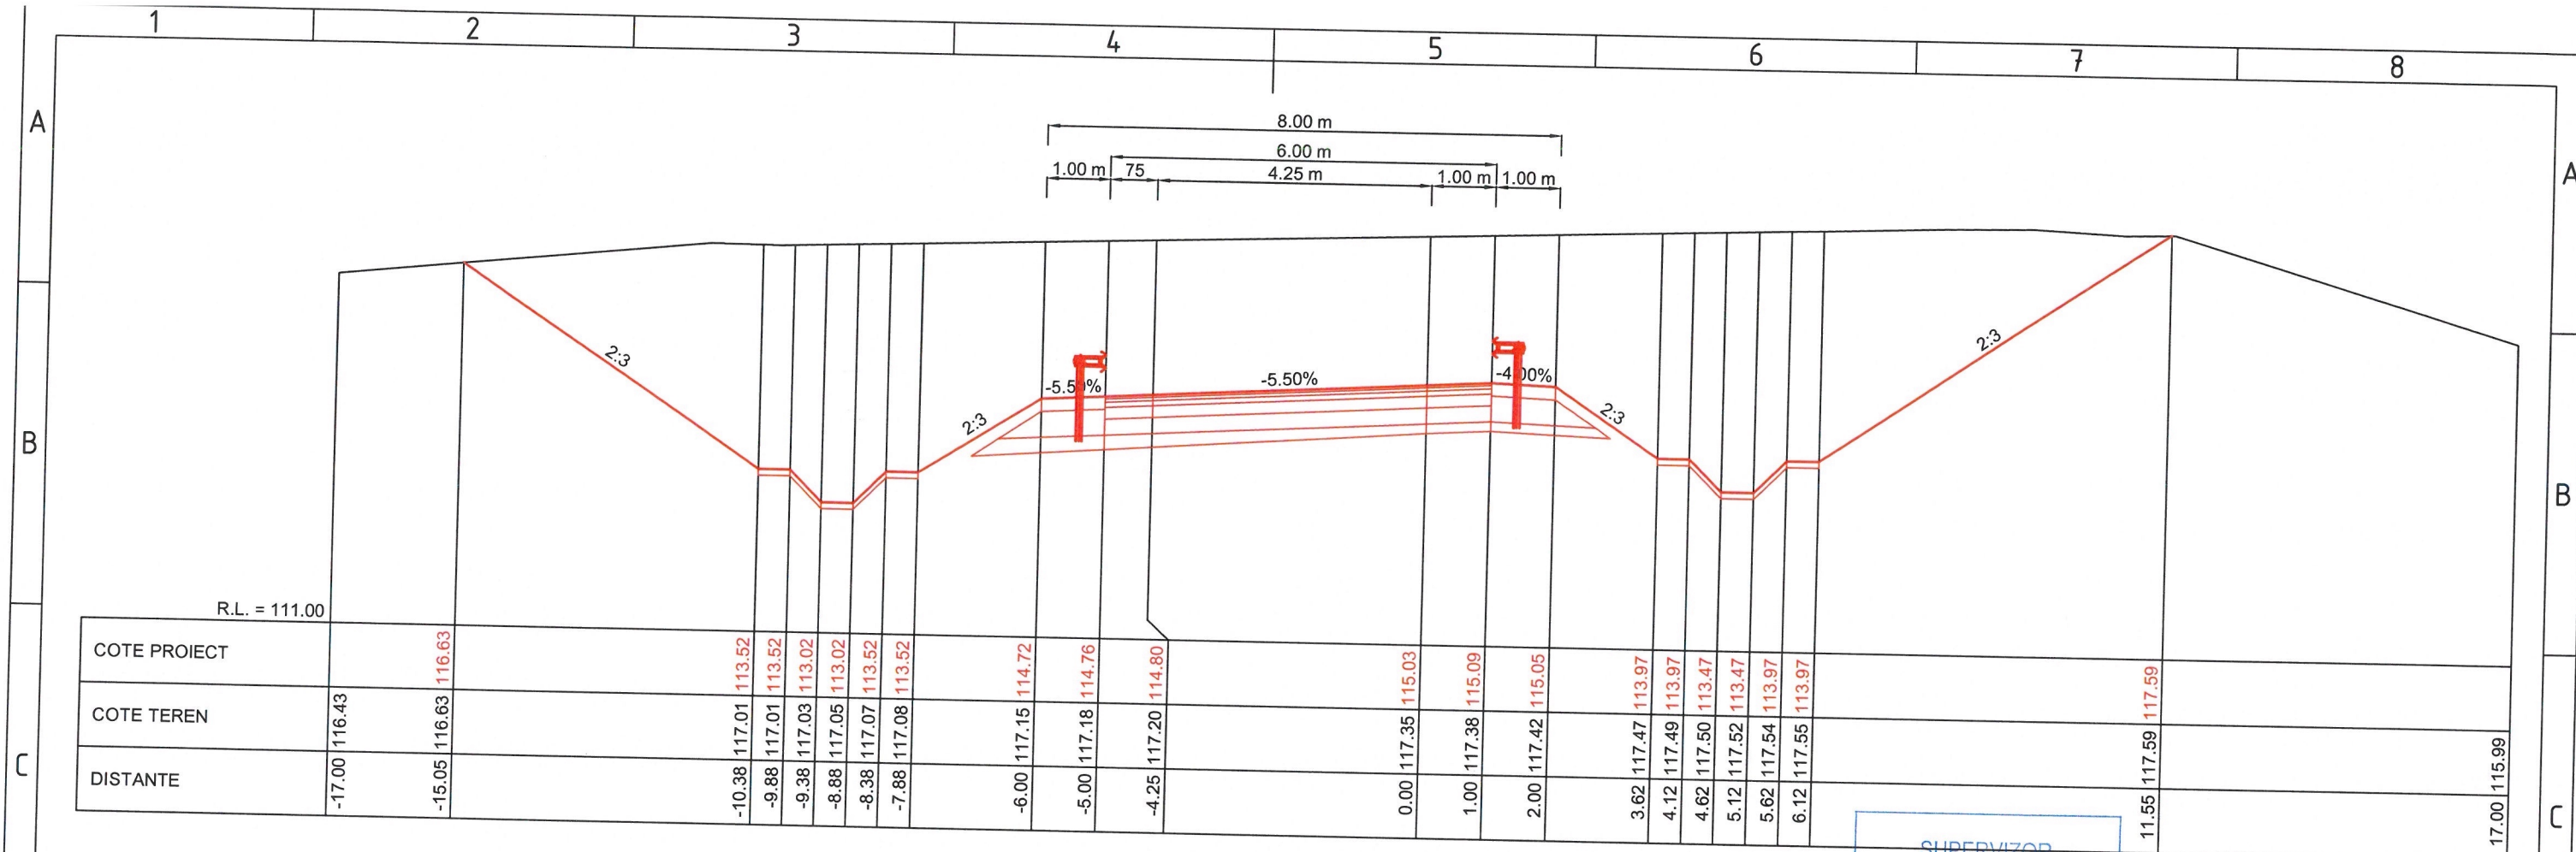 1 2 3 4 5 6 7 8
A A
8.00 m
6.00 m
1.00 m 75 4.25 m 1.00 m 1.00 m
2:3 2:3
-5.50% -5.50% -4.00%
2:3 2:3
B B
R.L. = 111.00
COTE PROIECT 116.63 113.52 113.52 113.02 113.02 113.52 113.52 114.72 114.76 114.80 115.03 115.09 115.05 113.97 113.97 113.47 113.47 113.97 113.97 117.59
COTE TEREN 116.43 116.63 117.01 117.01 117.03 117.05 117.07 117.08 117.15 117.18 117.20 117.35 117.38 117.42 117.47 117.49 117.50 117.52 117.54 117.55 117.59 115.99
DISTANTE -17.00 -15.05 -10.38 -9.88 -9.38 -8.88 -8.38 -7.88 -6.00 -5.00 -4.25 0.00 1.00 2.00 3.62 4.12 4.62 5.12 5.62 6.12 11.55 17.00
C C
SUPERVIZOR